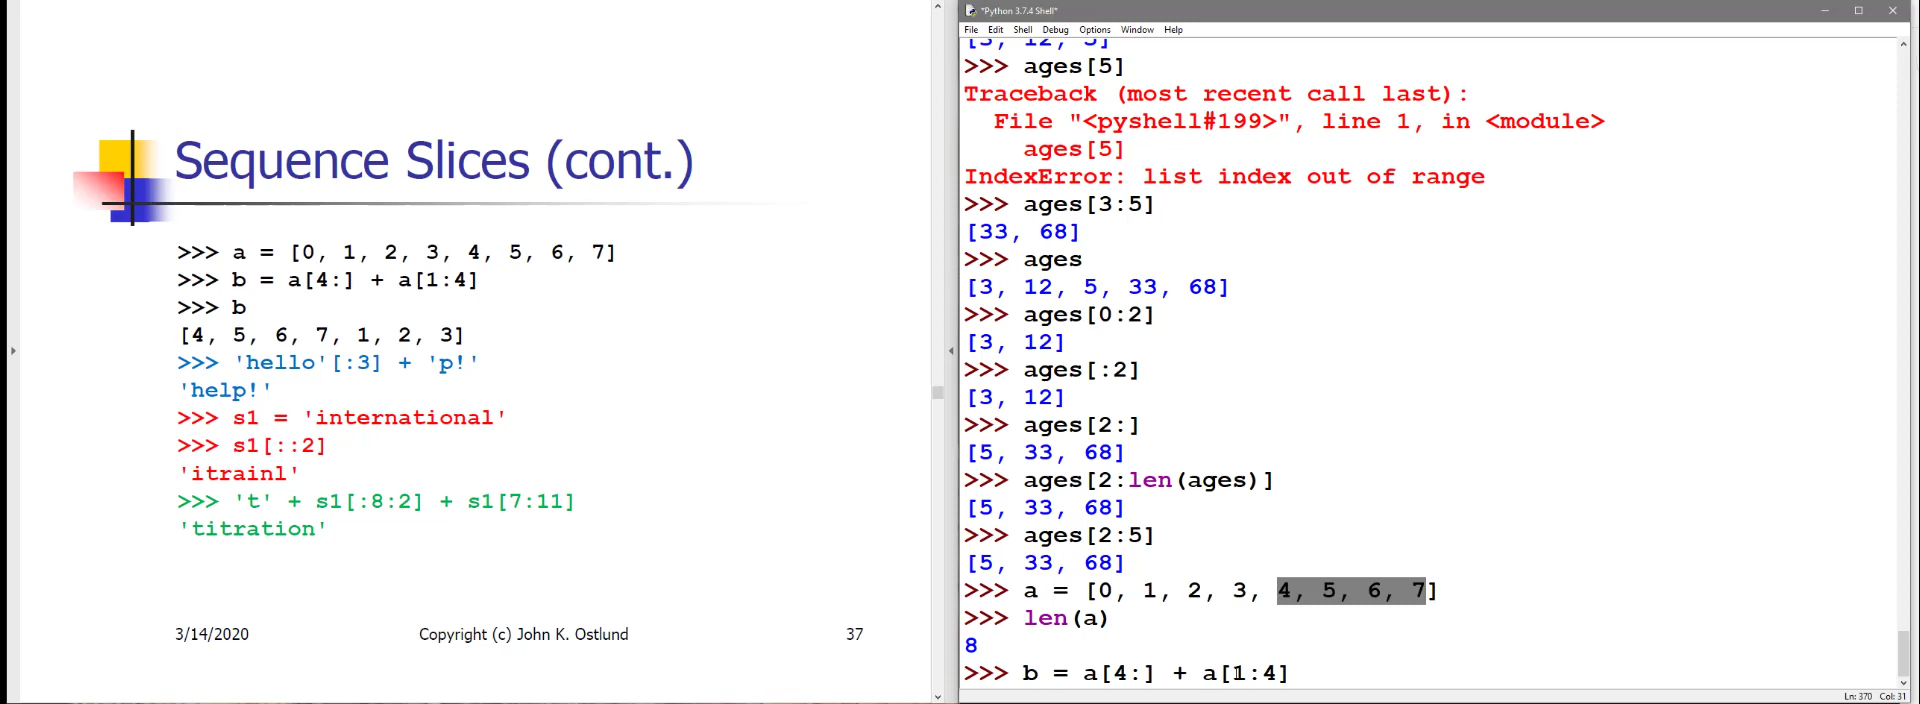 Sequence Slices (cont.)
>>> a = [0, 1, 2, 3, 4, 5, 6, 7]
>>> b = a[4:] + a[1:4]
>>> b
[4, 5, 6, 7, 1, 2, 3]
>>> 'hello'[:3] + 'p!'
'help!'
>>> s1 = 'international'
>>> s1[::2]
'itrainl'
>>> 't' + s1[:8:2] + s1[7:11]
'titration'
3/14/2020 Copyright (c) John K. Ostlund 37
*Python 3.7.4 Shell*
File Edit Shell Debug Options Window Help
[3, 12, 5]
>>> ages[5]
Traceback (most recent call last):
  File "<pyshell#199>", line 1, in <module>
    ages[5]
IndexError: list index out of range
>>> ages[3:5]
[33, 68]
>>> ages
[3, 12, 5, 33, 68]
>>> ages[0:2]
[3, 12]
>>> ages[:2]
[3, 12]
>>> ages[2:]
[5, 33, 68]
>>> ages[2:len(ages)]
[5, 33, 68]
>>> ages[2:5]
[5, 33, 68]
>>> a = [0, 1, 2, 3, 4, 5, 6, 7]
>>> len(a)
8
>>> b = a[4:] + a[1:4]
Ln: 370 Col: 31